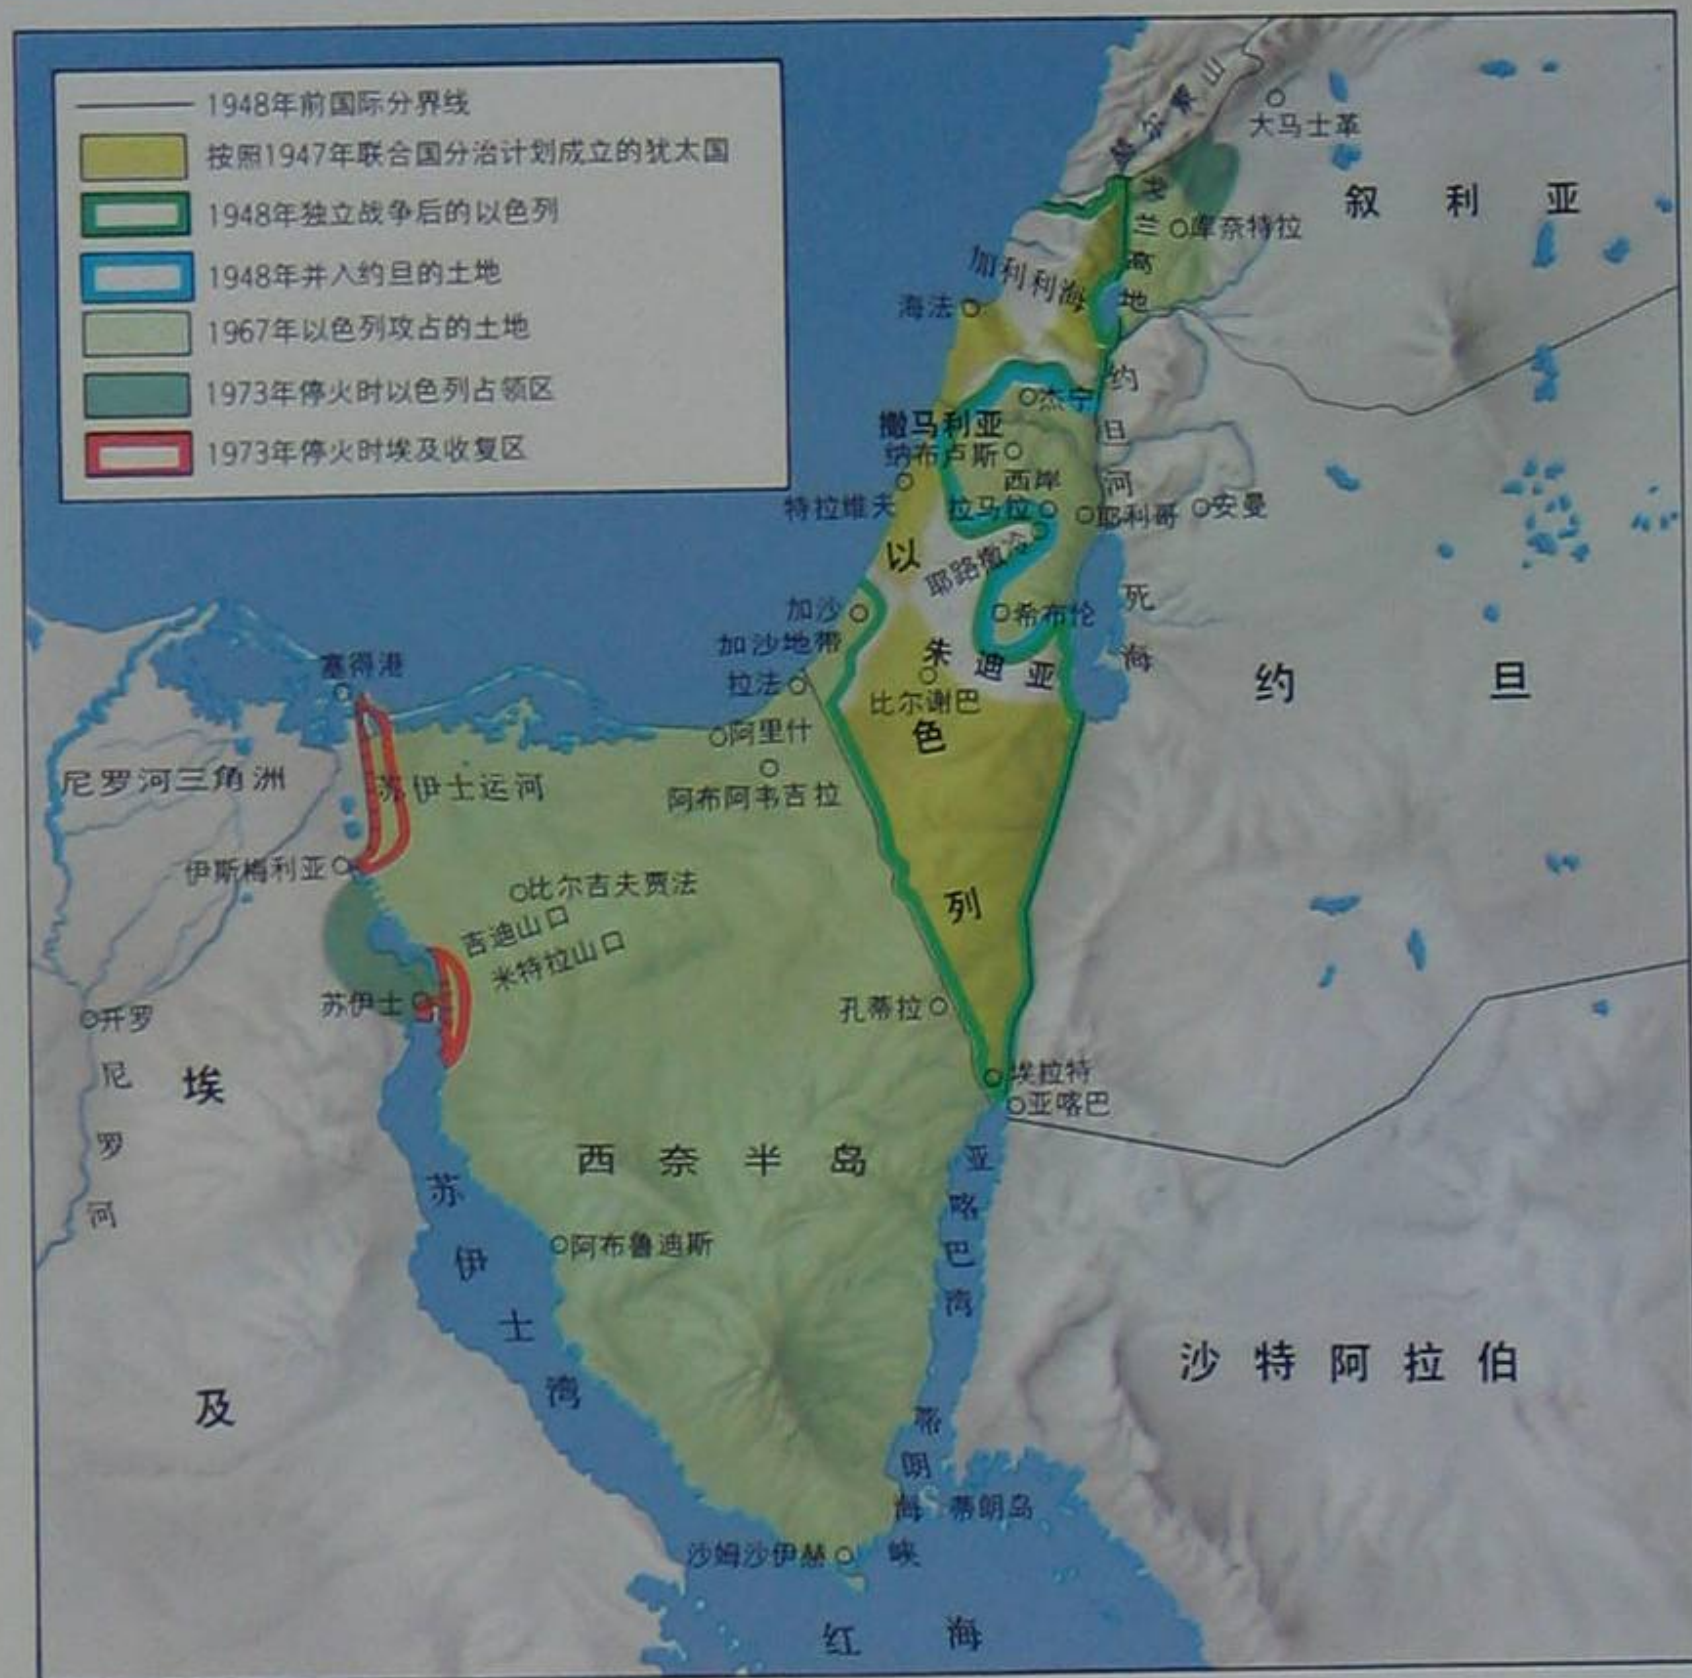 1948年前国际分界线
按照1947年联合国分治计划成立的犹太国
1948年独立战争后的以色列
1948年并入约旦的土地
1967年以色列攻占的土地
1973年停火时以色列占领区
1973年停火时埃及收复区
大马士革
叙利亚
戈兰高地
库奈特拉
加利利海
海法
约旦河
杰宁
撒马利亚
纳布卢斯
西岸
特拉维夫
拉马拉
耶利哥
安曼
以色列
耶路撒冷
加沙
希布伦
死海
加沙地带
朱迪亚
拉法
比尔谢巴
约旦
塞得港
阿里什
尼罗河三角洲
苏伊士运河
阿布阿韦吉拉
伊斯梅利亚
比尔吉夫贾法
吉迪山口
米特拉山口
苏伊士
孔蒂拉
开罗
尼罗河
埃及
埃拉特
亚喀巴
西奈半岛
亚喀巴湾
苏伊士湾
阿布鲁迪斯
沙特阿拉伯
蒂朗海峡
蒂朗岛
沙姆沙伊赫
红海